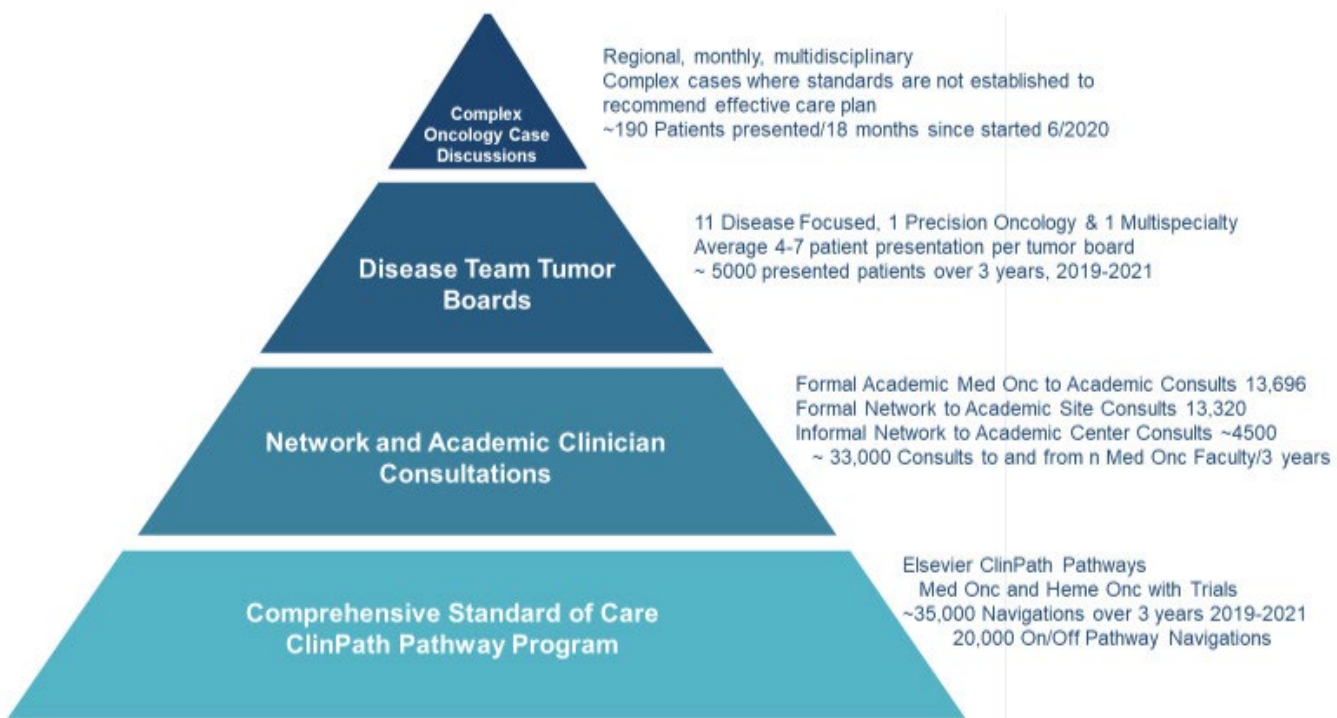 Complex
Oncology Case
Discussions
Regional, monthly, multidisciplinary
Complex cases where standards are not established to
recommend effective care plan
~190 Patients presented/18 months since started 6/2020
Disease Team Tumor
Boards
11 Disease Focused, 1 Precision Oncology & 1 Multispecialty
Average 4-7 patient presentation per tumor board
~ 5000 presented patients over 3 years, 2019-2021
Network and Academic Clinician
Consultations
Formal Academic Med Onc to Academic Consults 13,696
Formal Network to Academic Site Consults 13,320
Informal Network to Academic Center Consults ~4500
~ 33,000 Consults to and from n Med Onc Faculty/3 years
Comprehensive Standard of Care
ClinPath Pathway Program
Elsevier ClinPath Pathways
Med Onc and Heme Onc with Trials
~35,000 Navigations over 3 years 2019-2021
20,000 On/Off Pathway Navigations